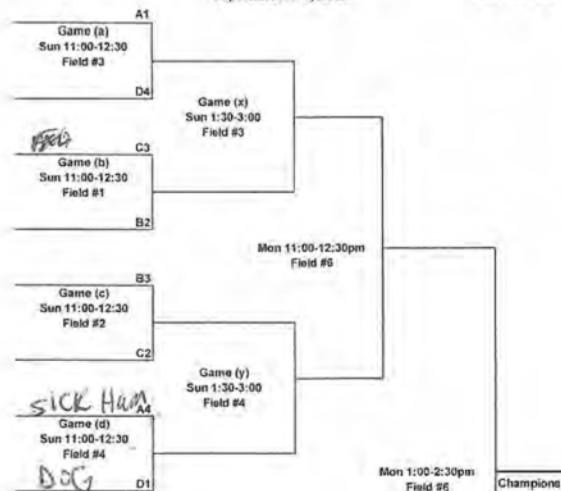 A1
Game (a)
Sun 11:00-12:30
Field #3
D4
Game (x)
Sun 1:30-3:00
Field #3
C3
Game (b)
Sun 11:00-12:30
Field #1
B2
Mon 11:00-12:30pm
Field #6
B3
Game (c)
Sun 11:00-12:30
Field #2
C2
Game (y)
Sun 1:30-3:00
Field #4
SICK HUM
A4
Game (d)
Sun 11:00-12:30
Field #4
DOG
D1
Mon 1:00-2:30pm
Field #6
Champions